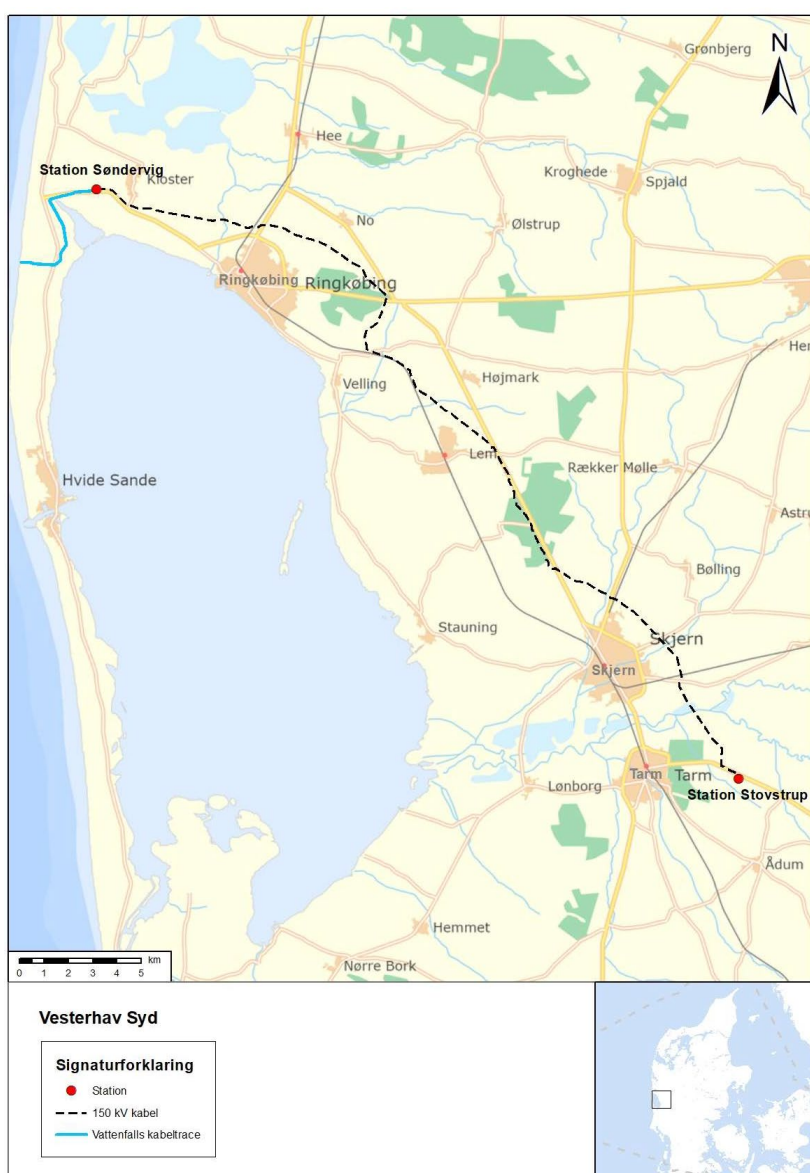 Grønbjerg
N
Hee
Station Søndervig
Kloster
Kroghede
Spjald
No
Ølstrup
Ringkøbing
Ringkøbing
Velling
Højmark
Lem
Rækker Mølle
Hvide Sande
Bølling
Stauning
Skjern
Skjern
Lønborg
Tarm
Tarm
Station Stovstrup
Ådum
Hemmet
Nørre Bork
km
0 1 2 3 4 5
Vesterhav Syd
Signaturforklaring
Station
150 kV kabel
Vattenfalls kabeltrace